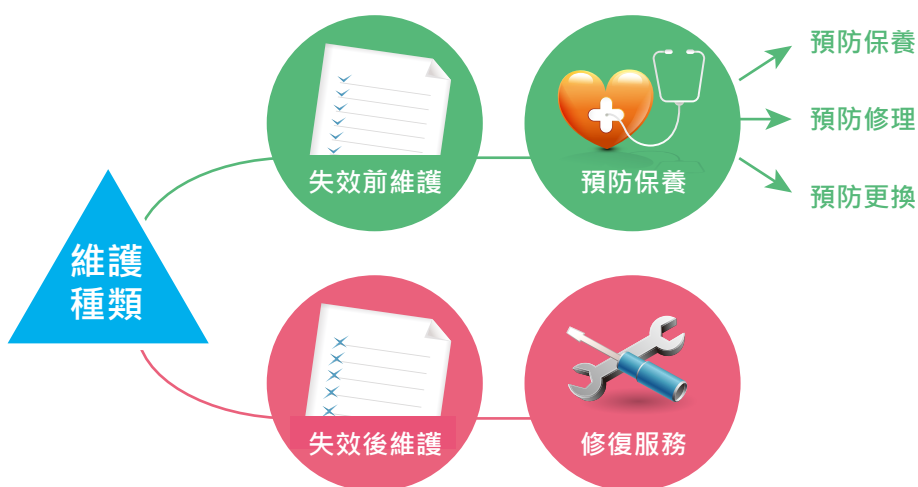 維護
種類
失效前維護
預防保養
預防保養
預防修理
預防更換
失效後維護
修復服務